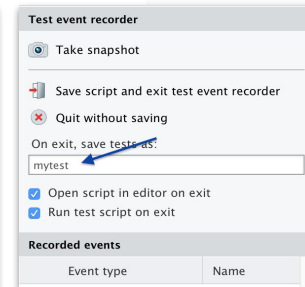 Test event recorder
Take snapshot
Save script and exit test event recorder
Quit without saving
On exit, save tests as:
mytest
Open script in editor on exit
Run test script on exit
Recorded events
Event type Name